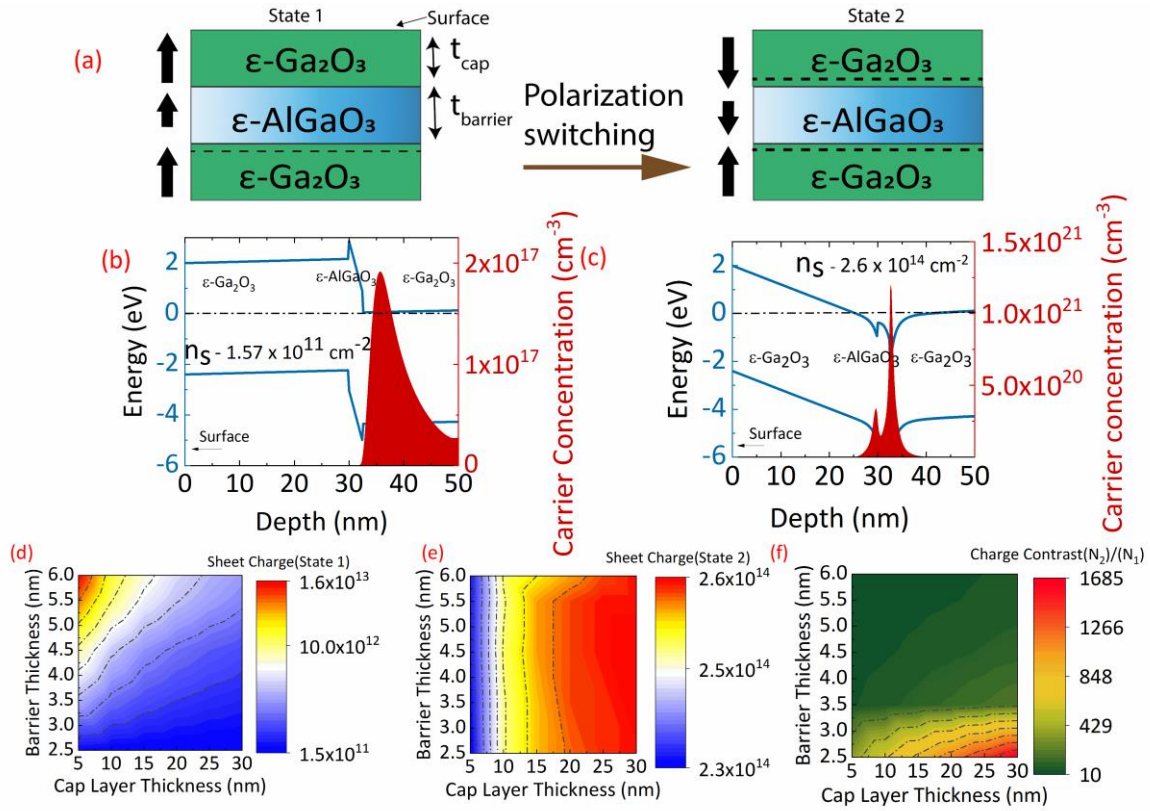 State 1
State 2
Surface
(a)
ε-Ga₂O₃
t_cap
ε-AlGaO₃
t_barrier
ε-Ga₂O₃
Polarization
switching
ε-Ga₂O₃
ε-AlGaO₃
ε-Ga₂O₃
(b)
Energy (eV)
2
0
-2
-4
-6
ε-Ga₂O₃
ε-AlGaO₃
ε-Ga₂O₃
nₛ - 1.57 x 10¹¹ cm⁻²
Surface
0 10 20 30 40 50
Depth (nm)
2x10¹⁷
1x10¹⁷
0
Carrier Concentration (cm⁻³)
(c)
Energy (eV)
2
0
-2
-4
-6
nₛ - 2.6 x 10¹⁴ cm⁻²
ε-Ga₂O₃
ε-AlGaO₃
ε-Ga₂O₃
Surface
0 10 20 30 40 50
Depth (nm)
1.5x10²¹
1.0x10²¹
5.0x10²⁰
Carrier concentration (cm⁻³)
(d)
Sheet Charge(State 1)
Barrier Thickness (nm)
6.0
5.5
5.0
4.5
4.0
3.5
3.0
2.5
5 10 15 20 25 30
Cap Layer Thickness (nm)
1.6x10¹³
10.0x10¹²
1.5x10¹¹
(e)
Sheet Charge(State 2)
Barrier Thickness (nm)
6.0
5.5
5.0
4.5
4.0
3.5
3.0
2.5
5 10 15 20 25 30
Cap Layer Thickness (nm)
2.6x10¹⁴
2.5x10¹⁴
2.3x10¹⁴
(f)
Charge Contrast(N₂)/(N₁)
Barrier Thickness (nm)
6.0
5.5
5.0
4.5
4.0
3.5
3.0
2.5
5 10 15 20 25 30
Cap Layer Thickness (nm)
1685
1266
848
429
10